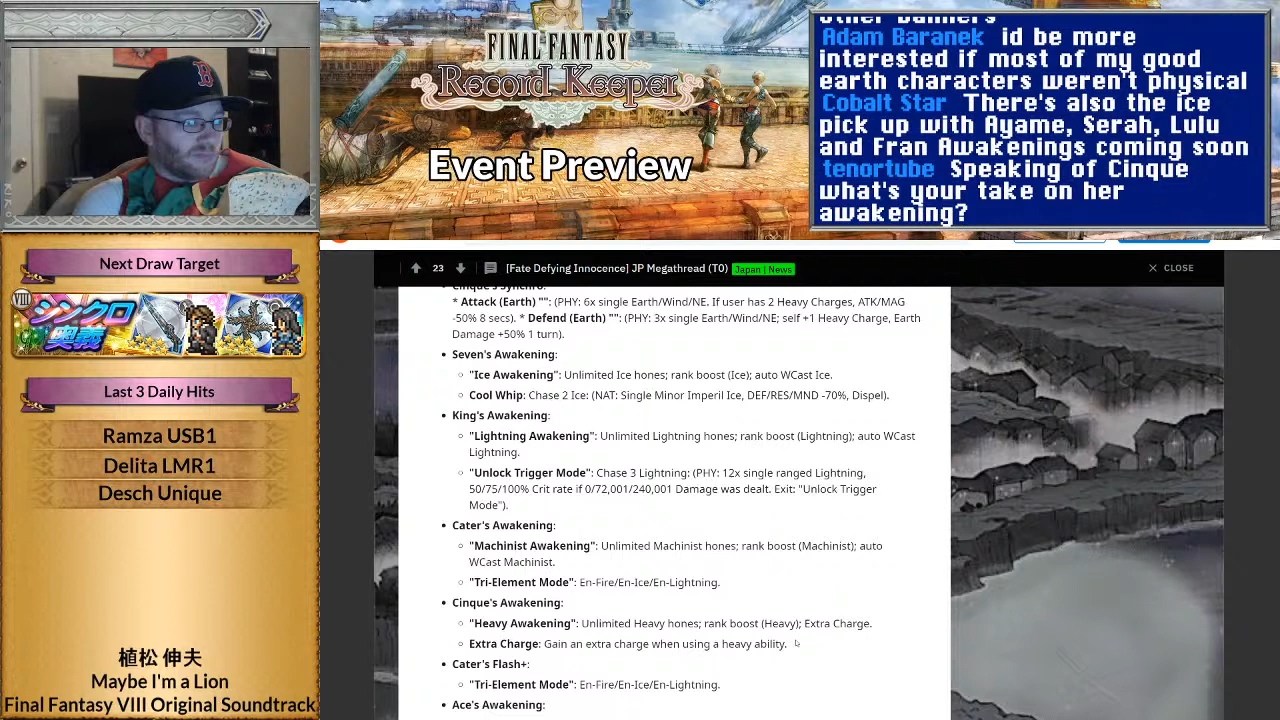 FINAL FANTASY
Record Keeper
Event Preview
other banners
Adam Baranek id be more
interested if most of my good
earth characters weren't physical
Cobalt Star There's also the ice
pick up with Ayame, Serah, Lulu
and Fran Awakenings coming soon
tenortube Speaking of Cinque
what's your take on her
awakening?
Next Draw Target
VIII
シンクロ
奥義
Last 3 Daily Hits
Ramza USB1
Delita LMR1
Desch Unique
植松 伸夫
Maybe I'm a Lion
Final Fantasy VIII Original Soundtrack
23 [Fate Defying Innocence] JP Megathread (T0) Japan | News CLOSE
Cinque's Synchro:
* Attack (Earth) "": (PHY: 6x single Earth/Wind/NE. If user has 2 Heavy Charges, ATK/MAG
-50% 8 secs). * Defend (Earth) "": (PHY: 3x single Earth/Wind/NE; self +1 Heavy Charge, Earth
Damage +50% 1 turn).
• Seven's Awakening:
"Ice Awakening": Unlimited Ice hones; rank boost (Ice); auto WCast Ice.
Cool Whip: Chase 2 Ice: (NAT: Single Minor Imperil Ice, DEF/RES/MND -70%, Dispel).
• King's Awakening:
"Lightning Awakening": Unlimited Lightning hones; rank boost (Lightning); auto WCast
Lightning.
"Unlock Trigger Mode": Chase 3 Lightning: (PHY: 12x single ranged Lightning,
50/75/100% Crit rate if 0/72,001/240,001 Damage was dealt. Exit: "Unlock Trigger
Mode").
• Cater's Awakening:
"Machinist Awakening": Unlimited Machinist hones; rank boost (Machinist); auto
WCast Machinist.
"Tri-Element Mode": En-Fire/En-Ice/En-Lightning.
• Cinque's Awakening:
"Heavy Awakening": Unlimited Heavy hones; rank boost (Heavy); Extra Charge.
Extra Charge: Gain an extra charge when using a heavy ability.
• Cater's Flash+:
"Tri-Element Mode": En-Fire/En-Ice/En-Lightning.
• Ace's Awakening: